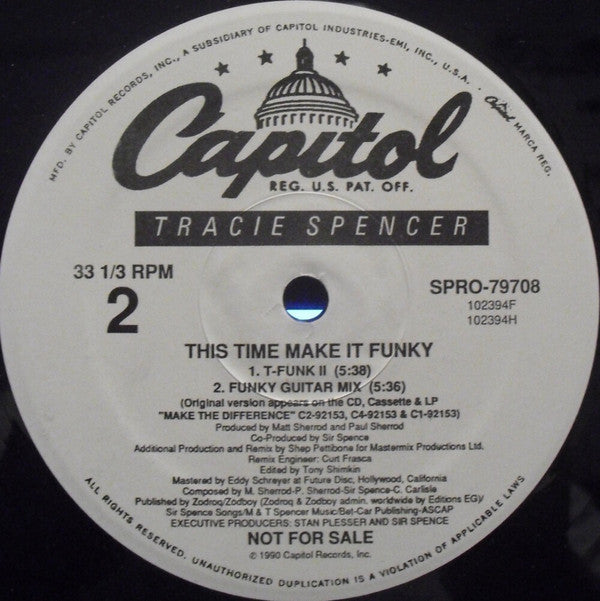 MFD. BY CAPITOL RECORDS, INC., A SUBSIDIARY OF CAPITOL INDUSTRIES-EMI, INC., U.S.A. . Capitol MARCA REG.
Capitol
REG. U.S. PAT. OFF.
TRACIE SPENCER
33 1/3 RPM
2
SPRO-79708
102394F
102394H
THIS TIME MAKE IT FUNKY
1. T-FUNK II (5:38)
2. FUNKY GUITAR MIX (5:36)
(Original version appears on the CD, Cassette & LP
"MAKE THE DIFFERENCE" C2-92153, C4-92153 & C1-92153)
Produced by Matt Sherrod and Paul Sherrod
Co-Produced by Sir Spence
Additional Production and Remix by Shep Pettibone for Mastermix Productions Ltd.
Remix Engineer: Curt Frasca
Edited by Tony Shimkin
Mastered by Eddy Schreyer at Future Disc, Hollywood, California
Composed by M. Sherrod-P. Sherrod-Sir Spence-C. Carlisle
Published by Zodroq/Zodboy (Zodroq & Zodboy admin. worldwide by Editions EG)/
Sir Spence Songs/M & T Spencer Music/Bet-Car Publishing-ASCAP
EXECUTIVE PRODUCERS: STAN PLESSER AND SIR SPENCE
NOT FOR SALE
℗ 1990 Capitol Records, Inc.
ALL RIGHTS RESERVED. UNAUTHORIZED DUPLICATION IS A VIOLATION OF APPLICABLE LAWS